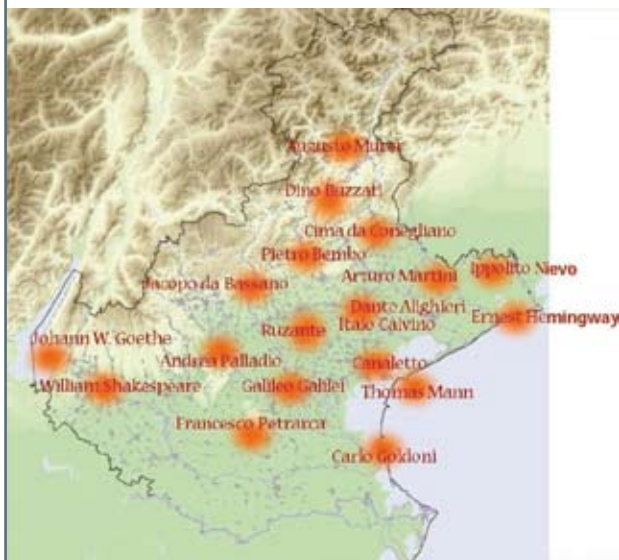 Augusto Murer
Dino Buzzati
Cima da Conegliano
Pietro Bembo
Jacopo da Bassano
Arturo Martini
Ippolito Nievo
Dante Alighieri
Italo Calvino
Ruzante
Ernest Hemingway
Johann W. Goethe
Andrea Palladio
Canaletto
William Shakespeare
Galileo Galilei
Thomas Mann
Francesco Petrarca
Carlo Goldoni